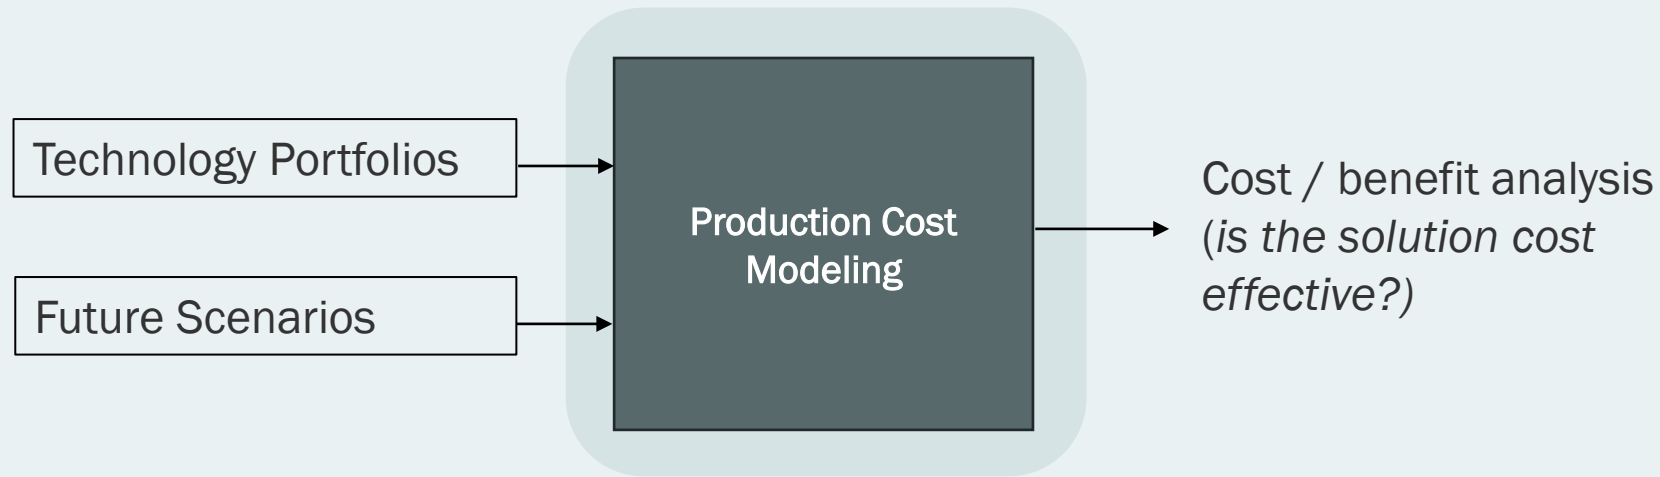 Technology Portfolios
Future Scenarios
Production Cost
Modeling
Cost / benefit analysis
(is the solution cost
effective?)